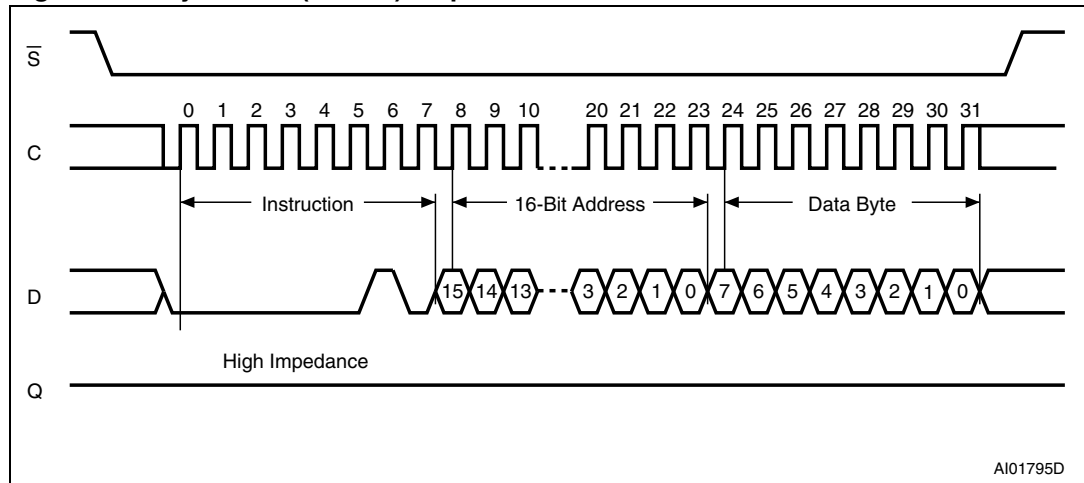 S
0 1 2 3 4 5 6 7 8 9 10 20 21 22 23 24 25 26 27 28 29 30 31
C
Instruction 16-Bit Address Data Byte
D
15 14 13 3 2 1 0 7 6 5 4 3 2 1 0
High Impedance
Q
AI01795D